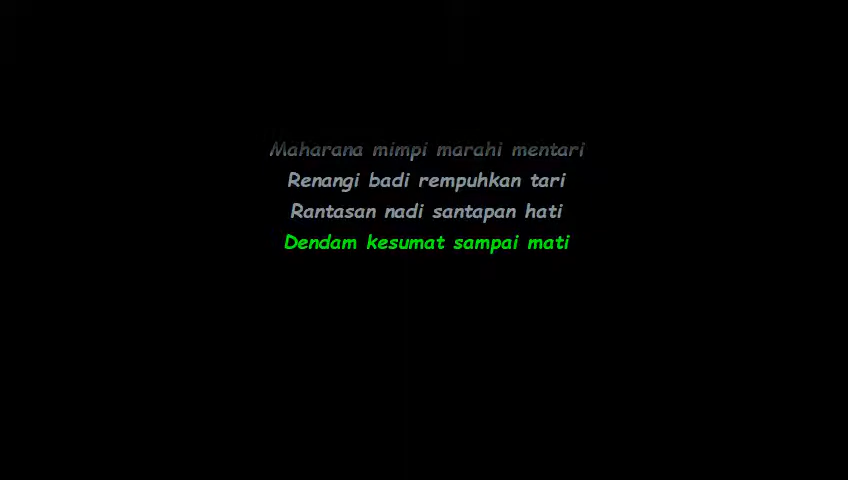 Maharana mimpi marahi mentari
Renangi badi rempuhkan tari
Rantasan nadi santapan hati
Dendam kesumat sampai mati